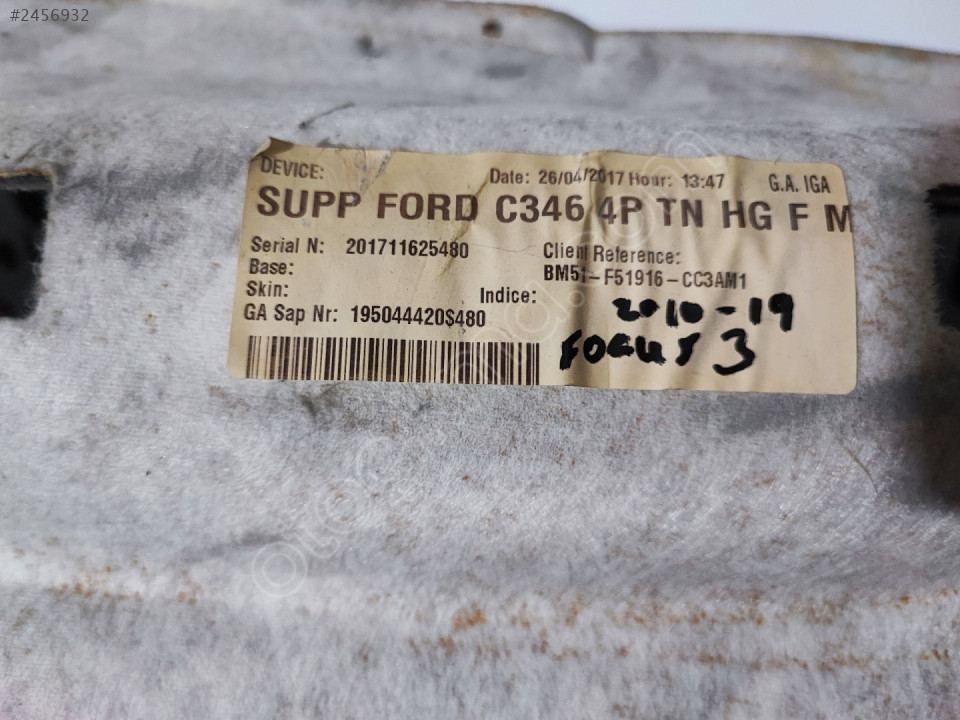 #2456932
DEVICE:
Date: 26/04/2017 Hour: 13:47
G.A. IGA
SUPP FORD C346 4P TN HG F M
Serial N: 201711625480
Client Reference:
Base:
BM51-F51916-CC3AM1
Skin:
Indice:
GA Sap Nr: 195044420$480
2010-19
FOCUS 3